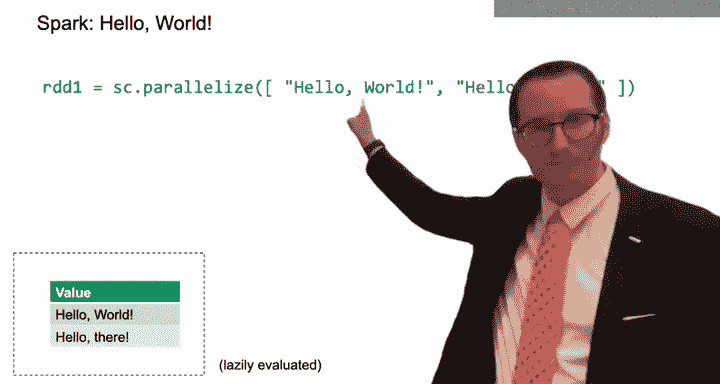 Spark: Hello, World!
rdd1 = sc.parallelize([ "Hello, World!", "Hello " ])
Value
Hello, World!
Hello, there!
(lazily evaluated)